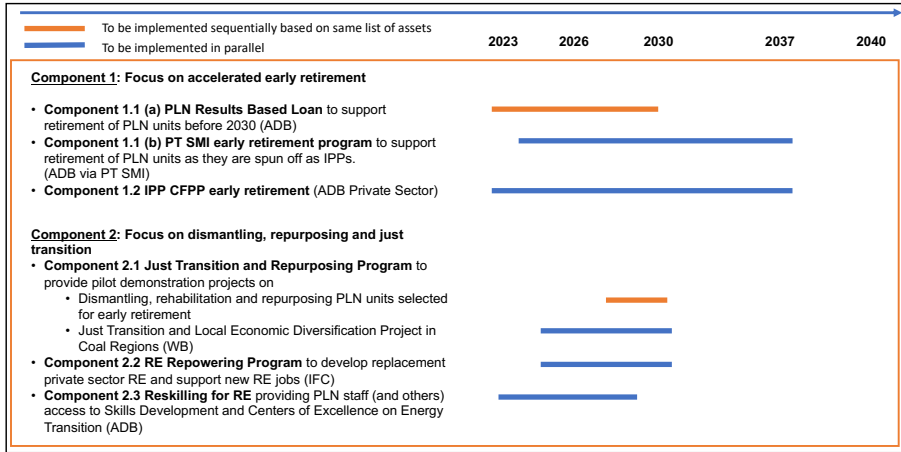 To be implemented sequentially based on same list of assets
To be implemented in parallel
2023 2026 2030 2037 2040
Component 1: Focus on accelerated early retirement
• Component 1.1 (a) PLN Results Based Loan to support
retirement of PLN units before 2030 (ADB)
• Component 1.1 (b) PT SMI early retirement program to support
retirement of PLN units as they are spun off as IPPs.
(ADB via PT SMI)
• Component 1.2 IPP CFPP early retirement (ADB Private Sector)
Component 2: Focus on dismantling, repurposing and just
transition
• Component 2.1 Just Transition and Repurposing Program to
provide pilot demonstration projects on
• Dismantling, rehabilitation and repurposing PLN units selected
for early retirement
• Just Transition and Local Economic Diversification Project in
Coal Regions (WB)
• Component 2.2 RE Repowering Program to develop replacement
private sector RE and support new RE jobs (IFC)
• Component 2.3 Reskilling for RE providing PLN staff (and others)
access to Skills Development and Centers of Excellence on Energy
Transition (ADB)